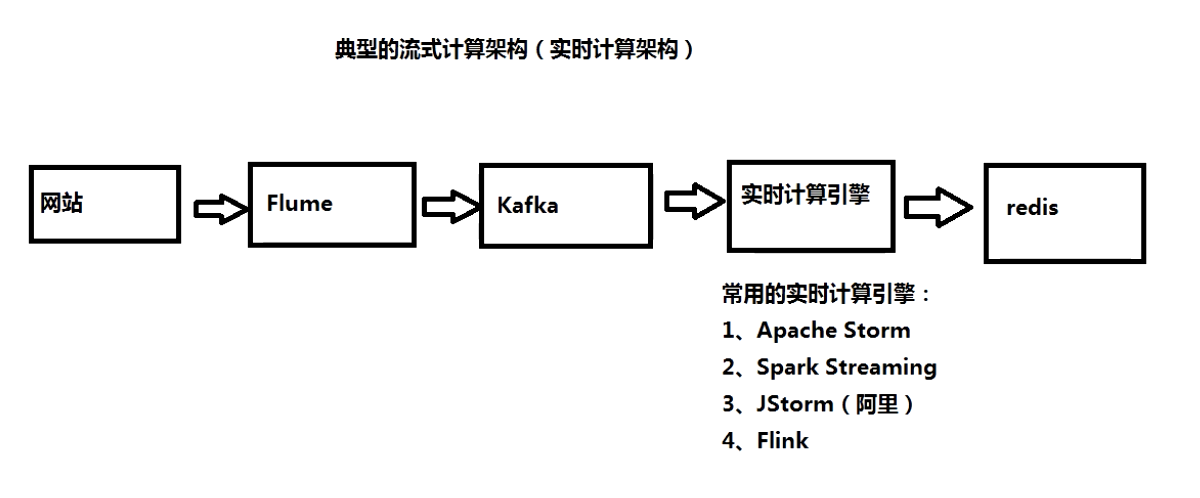 典型的流式计算架构（实时计算架构）
网站
Flume
Kafka
实时计算引擎
redis
常用的实时计算引擎：
1、Apache Storm
2、Spark Streaming
3、JStorm（阿里）
4、Flink